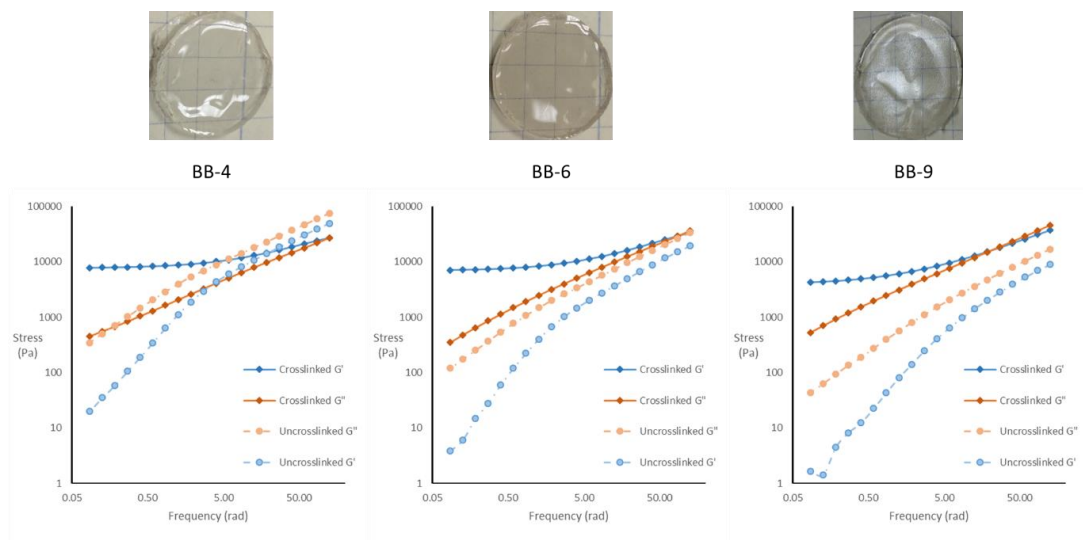 BB-4
BB-6
BB-9
100000
10000
1000
100
10
1
Stress
(Pa)
0.05
0.50
5.00
50.00
Frequency (rad)
Crosslinked G'
Crosslinked G"
Uncrosslinked G"
Uncrosslinked G'
100000
10000
1000
100
10
1
Stress
(Pa)
0.05
0.50
5.00
50.00
Frequency (rad)
Crosslinked G'
Crosslinked G"
Uncrosslinked G"
Uncrosslinked G'
100000
10000
1000
100
10
1
Stress
(Pa)
0.05
0.50
5.00
50.00
Frequency (rad)
Crosslinked G'
Crosslinked G"
Uncrosslinked G"
Uncrosslinked G'